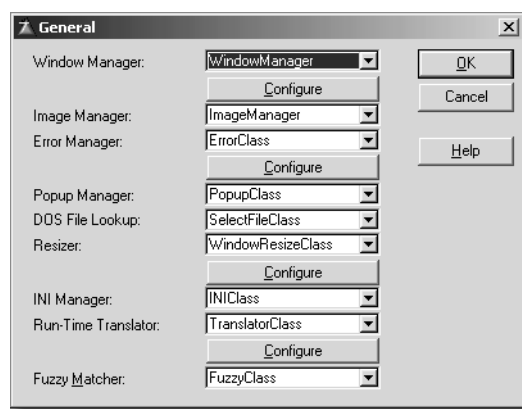 General
Window Manager: WindowManager
OK
Configure
Cancel
Image Manager: ImageManager
Error Manager: ErrorClass
Help
Configure
Popup Manager: PopupClass
DOS File Lookup: SelectFileClass
Resizer: WindowResizeClass
Configure
INI Manager: INIClass
Run-Time Translator: TranslatorClass
Configure
Fuzzy Matcher: FuzzyClass